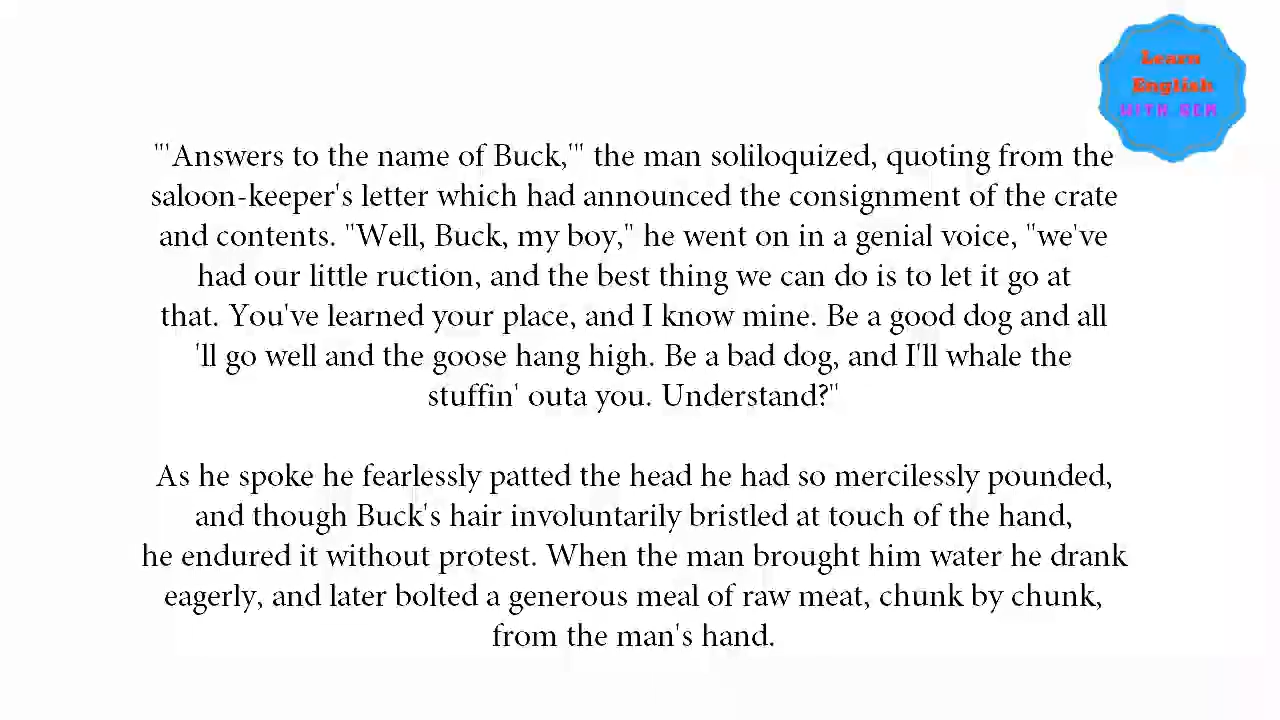 Learn
English
WITH GEM
"'Answers to the name of Buck,'" the man soliloquized, quoting from the
saloon-keeper's letter which had announced the consignment of the crate
and contents. "Well, Buck, my boy," he went on in a genial voice, "we've
had our little ruction, and the best thing we can do is to let it go at
that. You've learned your place, and I know mine. Be a good dog and all
'll go well and the goose hang high. Be a bad dog, and I'll whale the
stuffin' outa you. Understand?"
As he spoke he fearlessly patted the head he had so mercilessly pounded,
and though Buck's hair involuntarily bristled at touch of the hand,
he endured it without protest. When the man brought him water he drank
eagerly, and later bolted a generous meal of raw meat, chunk by chunk,
from the man's hand.